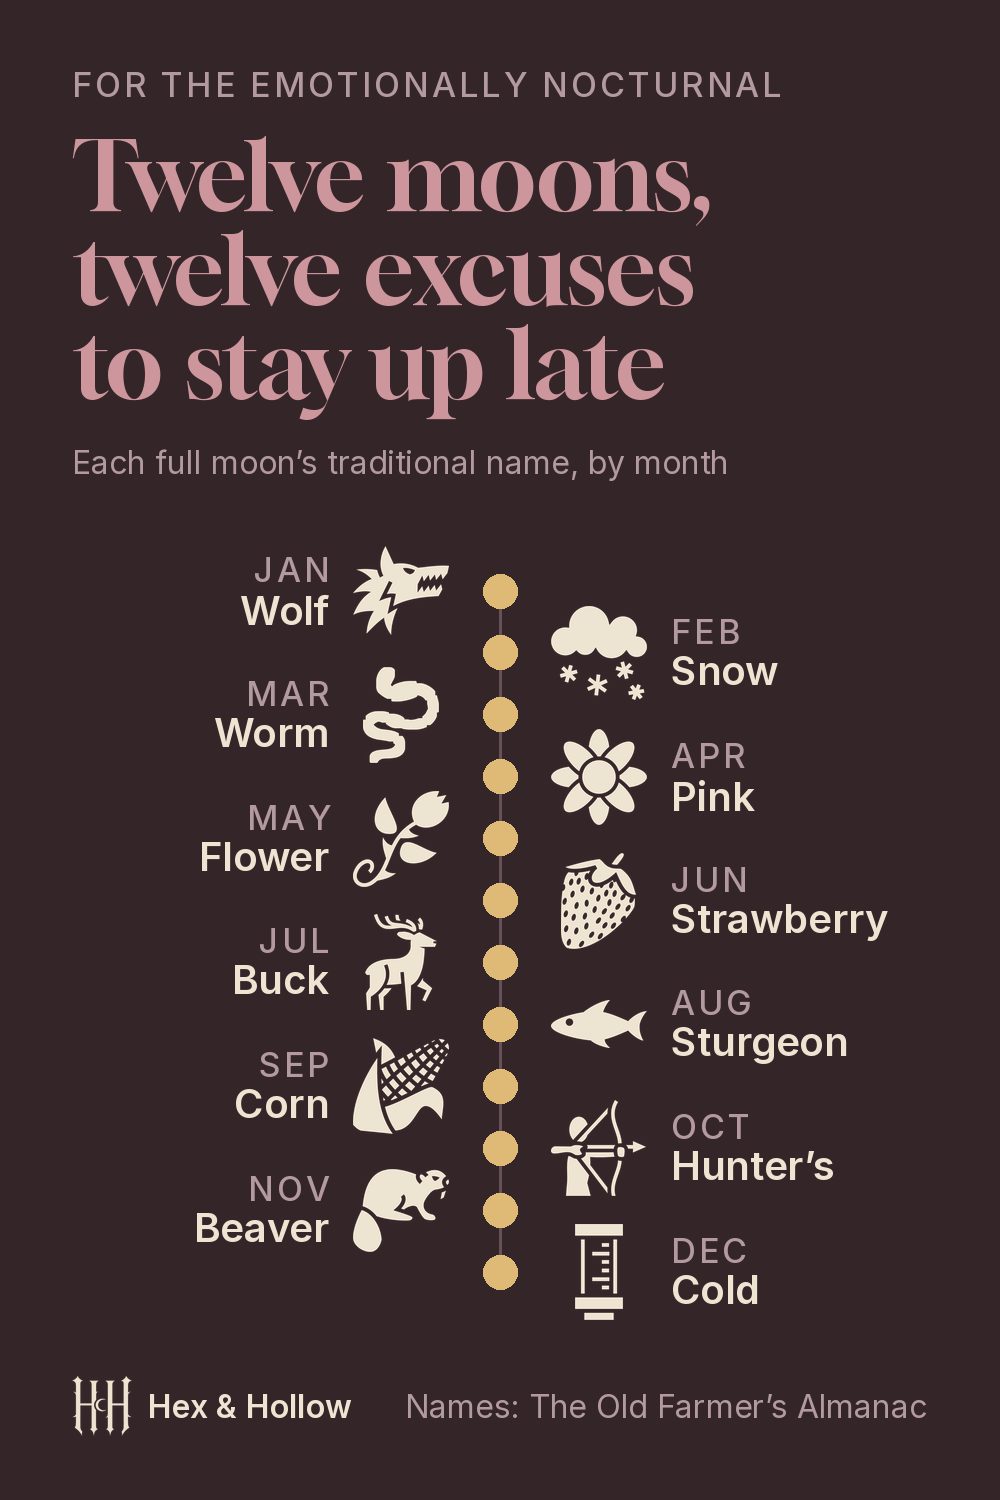 FOR THE EMOTIONALLY NOCTURNAL
Twelve moons,
twelve excuses
to stay up late
Each full moon’s traditional name, by month
JAN
Wolf
FEB
Snow
MAR
Worm
APR
Pink
MAY
Flower
JUN
Strawberry
JUL
Buck
AUG
Sturgeon
SEP
Corn
OCT
Hunter’s
NOV
Beaver
DEC
Cold
HH
Hex & Hollow
Names: The Old Farmer’s Almanac